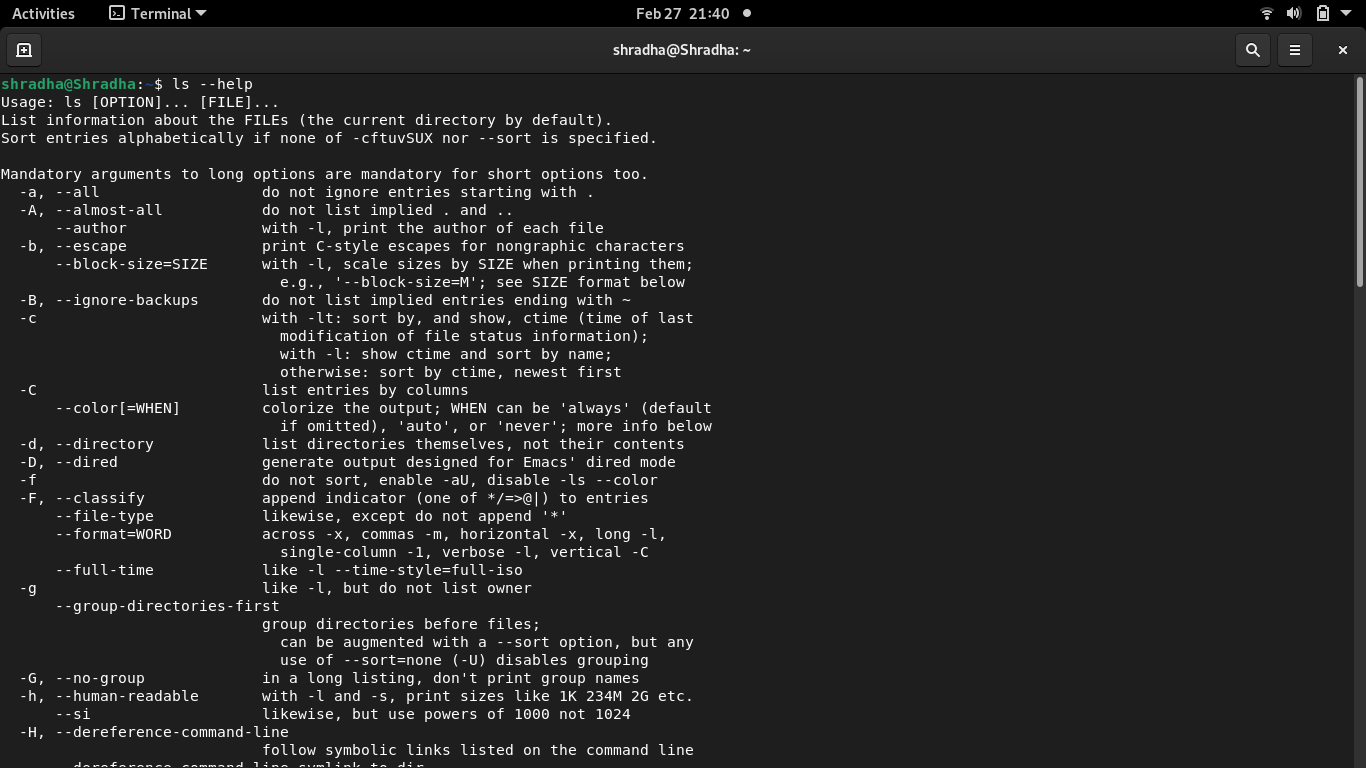 Activities Terminal Feb 27 21:40
shradha@Shradha: ~
shradha@Shradha:~$ ls --help
Usage: ls [OPTION]... [FILE]...
List information about the FILEs (the current directory by default).
Sort entries alphabetically if none of -cftuvSUX nor --sort is specified.

Mandatory arguments to long options are mandatory for short options too.
  -a, --all                  do not ignore entries starting with .
  -A, --almost-all           do not list implied . and ..
      --author               with -l, print the author of each file
  -b, --escape               print C-style escapes for nongraphic characters
      --block-size=SIZE      with -l, scale sizes by SIZE when printing them;
                               e.g., '--block-size=M'; see SIZE format below
  -B, --ignore-backups       do not list implied entries ending with ~
  -c                         with -lt: sort by, and show, ctime (time of last
                               modification of file status information);
                               with -l: show ctime and sort by name;
                               otherwise: sort by ctime, newest first
  -C                         list entries by columns
      --color[=WHEN]         colorize the output; WHEN can be 'always' (default
                               if omitted), 'auto', or 'never'; more info below
  -d, --directory            list directories themselves, not their contents
  -D, --dired                generate output designed for Emacs' dired mode
  -f                         do not sort, enable -aU, disable -ls --color
  -F, --classify             append indicator (one of */=>@|) to entries
      --file-type            likewise, except do not append '*'
      --format=WORD          across -x, commas -m, horizontal -x, long -l,
                               single-column -1, verbose -l, vertical -C
      --full-time            like -l --time-style=full-iso
  -g                         like -l, but do not list owner
      --group-directories-first
                             group directories before files;
                               can be augmented with a --sort option, but any
                               use of --sort=none (-U) disables grouping
  -G, --no-group             in a long listing, don't print group names
  -h, --human-readable       with -l and -s, print sizes like 1K 234M 2G etc.
      --si                   likewise, but use powers of 1000 not 1024
  -H, --dereference-command-line
                             follow symbolic links listed on the command line
      --dereference-command-line-symlink-to-dir